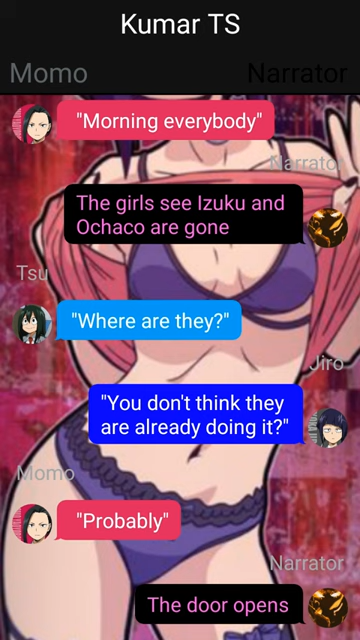 Kumar TS
Momo
Narrator
"Morning everybody"
Narrator
The girls see Izuku and
Ochaco are gone
Tsu
"Where are they?"
Jiro
"You don't think they
are already doing it?"
Momo
"Probably"
Narrator
The door opens